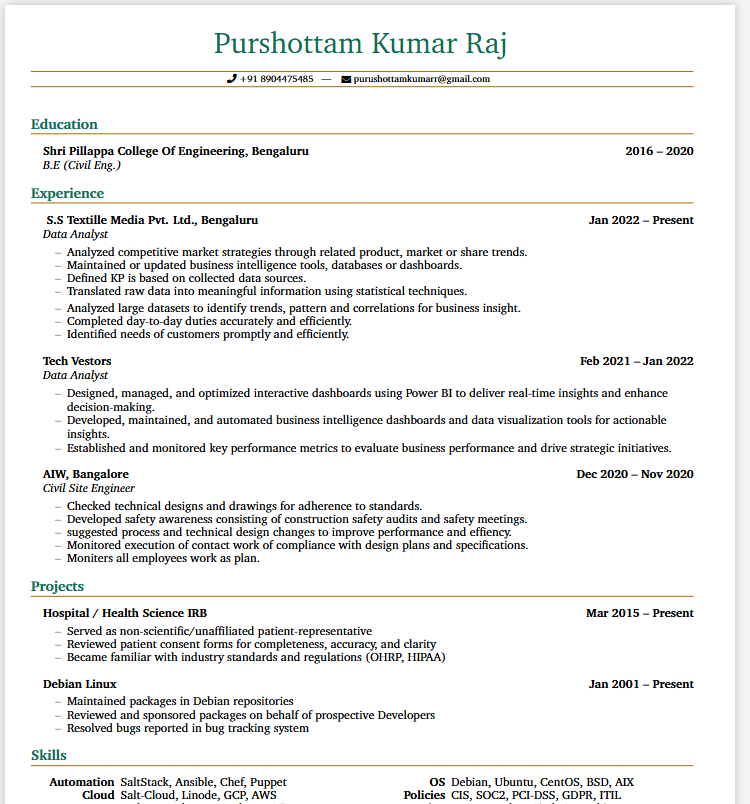 Purshottam Kumar Raj
+91 8904475485 — purushottamkumarr@gmail.com
Education
Shri Pillappa College Of Engineering, Bengaluru 2016 – 2020
B.E (Civil Eng.)
Experience
S.S Textille Media Pvt. Ltd., Bengaluru Jan 2022 – Present
Data Analyst
– Analyzed competitive market strategies through related product, market or share trends.
– Maintained or updated business intelligence tools, databases or dashboards.
– Defined KP is based on collected data sources.
– Translated raw data into meaningful information using statistical techniques.
– Analyzed large datasets to identify trends, pattern and correlations for business insight.
– Completed day-to-day duties accurately and efficiently.
– Identified needs of customers promptly and efficiently.
Tech Vestors Feb 2021 – Jan 2022
Data Analyst
– Designed, managed, and optimized interactive dashboards using Power BI to deliver real-time insights and enhance
decision-making.
– Developed, maintained, and automated business intelligence dashboards and data visualization tools for actionable
insights.
– Established and monitored key performance metrics to evaluate business performance and drive strategic initiatives.
AIW, Bangalore Dec 2020 – Nov 2020
Civil Site Engineer
– Checked technical designs and drawings for adherence to standards.
– Developed safety awareness consisting of construction safety audits and safety meetings.
– suggested process and technical design changes to improve performance and effiency.
– Monitored execution of contact work of compliance with design plans and specifications.
– Moniters all employees work as plan.
Projects
Hospital / Health Science IRB Mar 2015 – Present
– Served as non-scientific/unaffiliated patient-representative
– Reviewed patient consent forms for completeness, accuracy, and clarity
– Became familiar with industry standards and regulations (OHRP, HIPAA)
Debian Linux Jan 2001 – Present
– Maintained packages in Debian repositories
– Reviewed and sponsored packages on behalf of prospective Developers
– Resolved bugs reported in bug tracking system
Skills
Automation SaltStack, Ansible, Chef, Puppet OS Debian, Ubuntu, CentOS, BSD, AIX
Cloud Salt-Cloud, Linode, GCP, AWS Policies CIS, SOC2, PCI-DSS, GDPR, ITIL